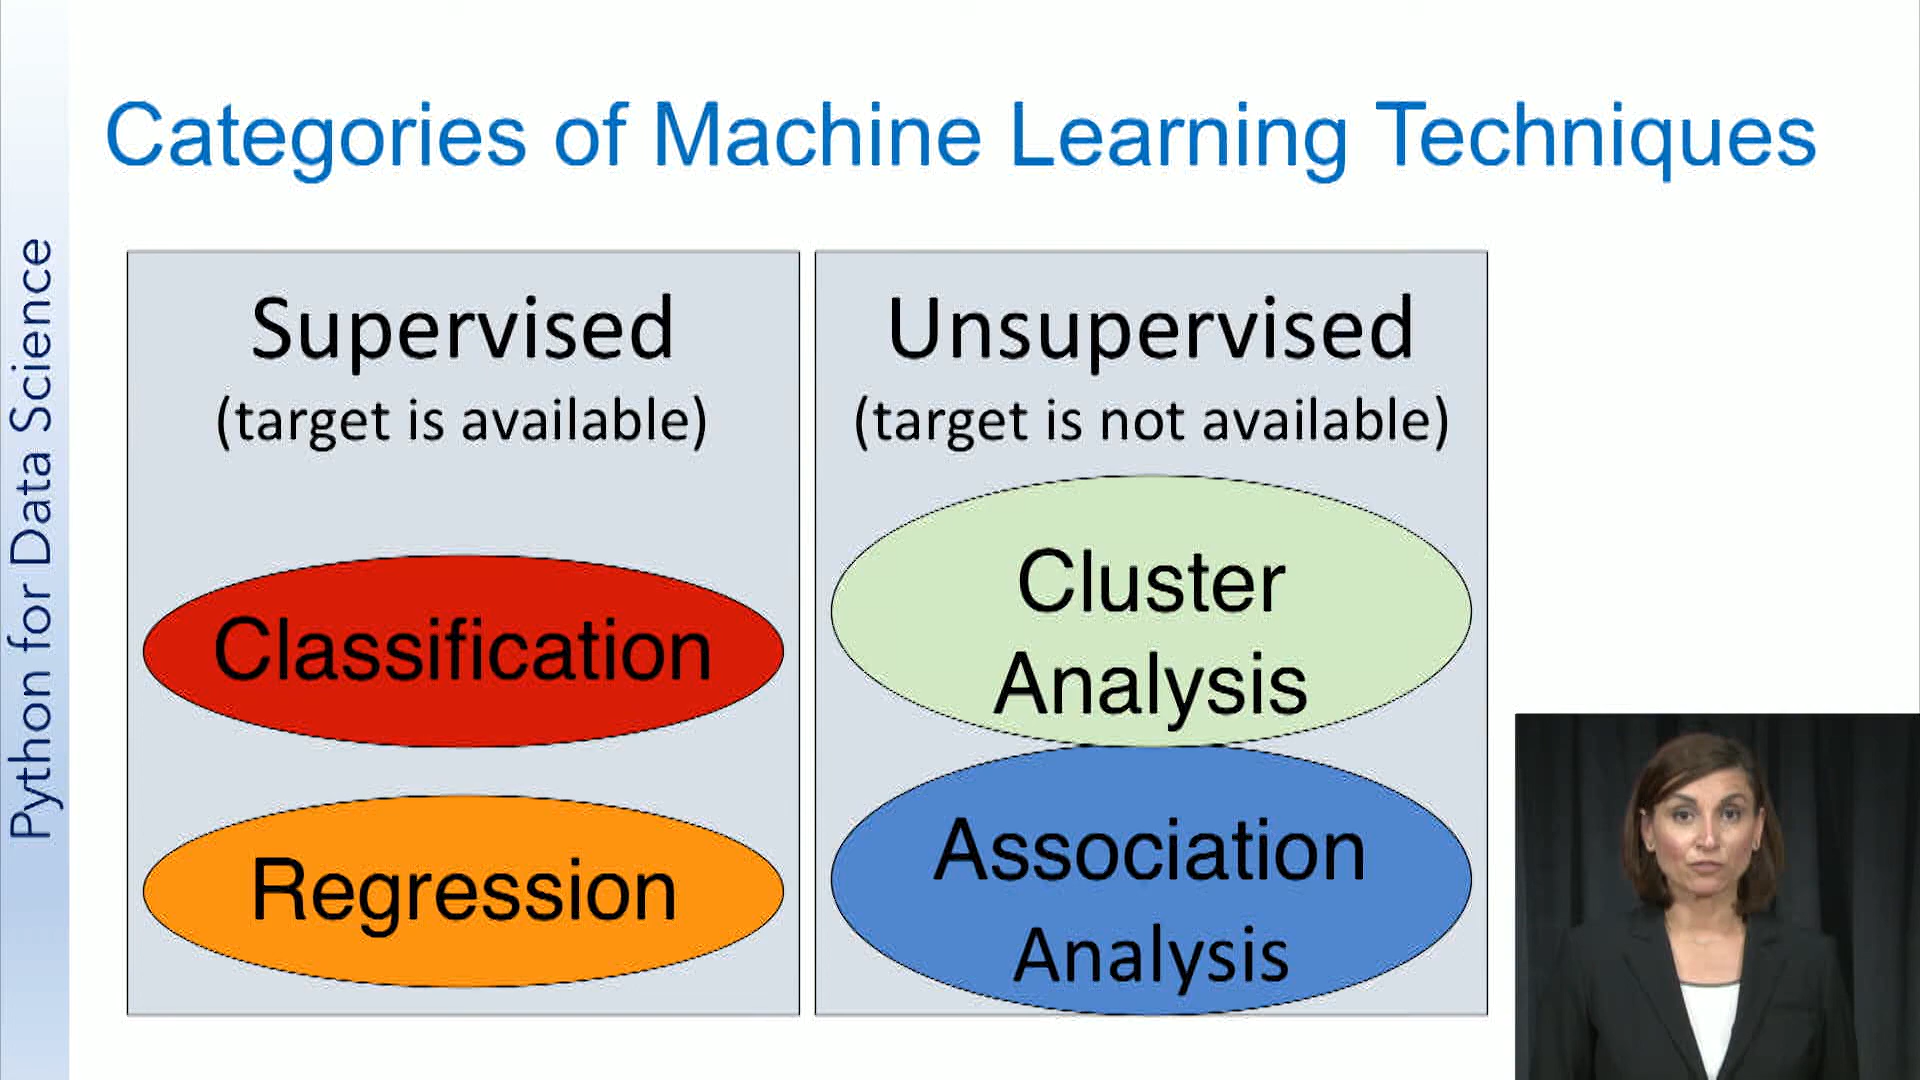 Categories of Machine Learning Techniques
Python for Data Science
Supervised
(target is available)
Classification
Regression
Unsupervised
(target is not available)
Cluster
Analysis
Association
Analysis